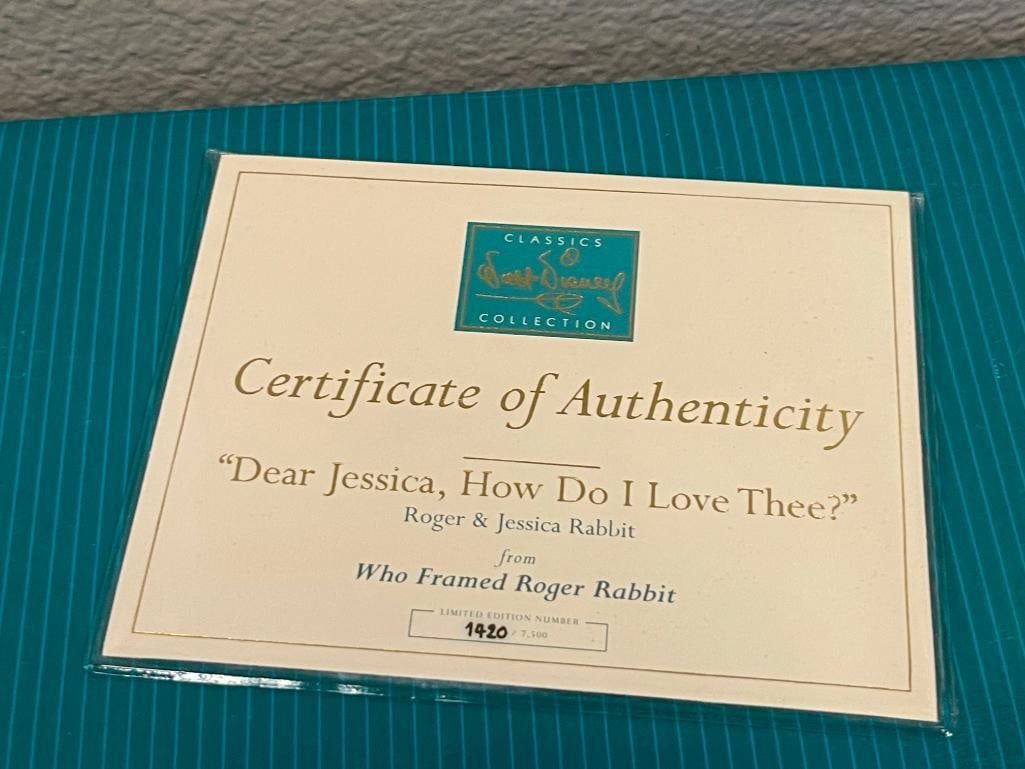 CLASSICS
Walt Disney
COLLECTION
Certificate of Authenticity
“Dear Jessica, How Do I Love Thee?”
Roger & Jessica Rabbit
from
Who Framed Roger Rabbit
LIMITED EDITION NUMBER
1420 / 7,500